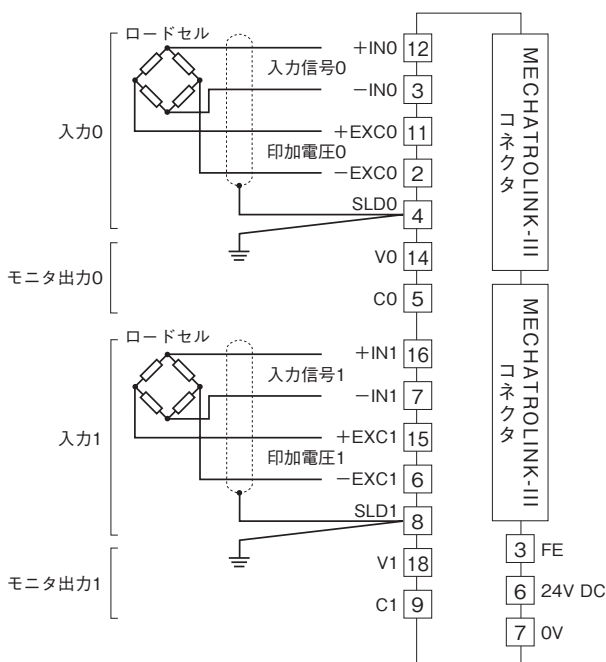 ロードセル
入力0
入力信号0
印加電圧0
+IN0 12
−IN0 3
+EXC0 11
−EXC0 2
SLD0 4
モニタ出力0
V0 14
C0 5
ロードセル
入力1
入力信号1
印加電圧1
+IN1 16
−IN1 7
+EXC1 15
−EXC1 6
SLD1 8
モニタ出力1
V1 18
C1 9
MECHATROLINK-III
コネクタ
MECHATROLINK-III
コネクタ
3 FE
6 24V DC
7 0V